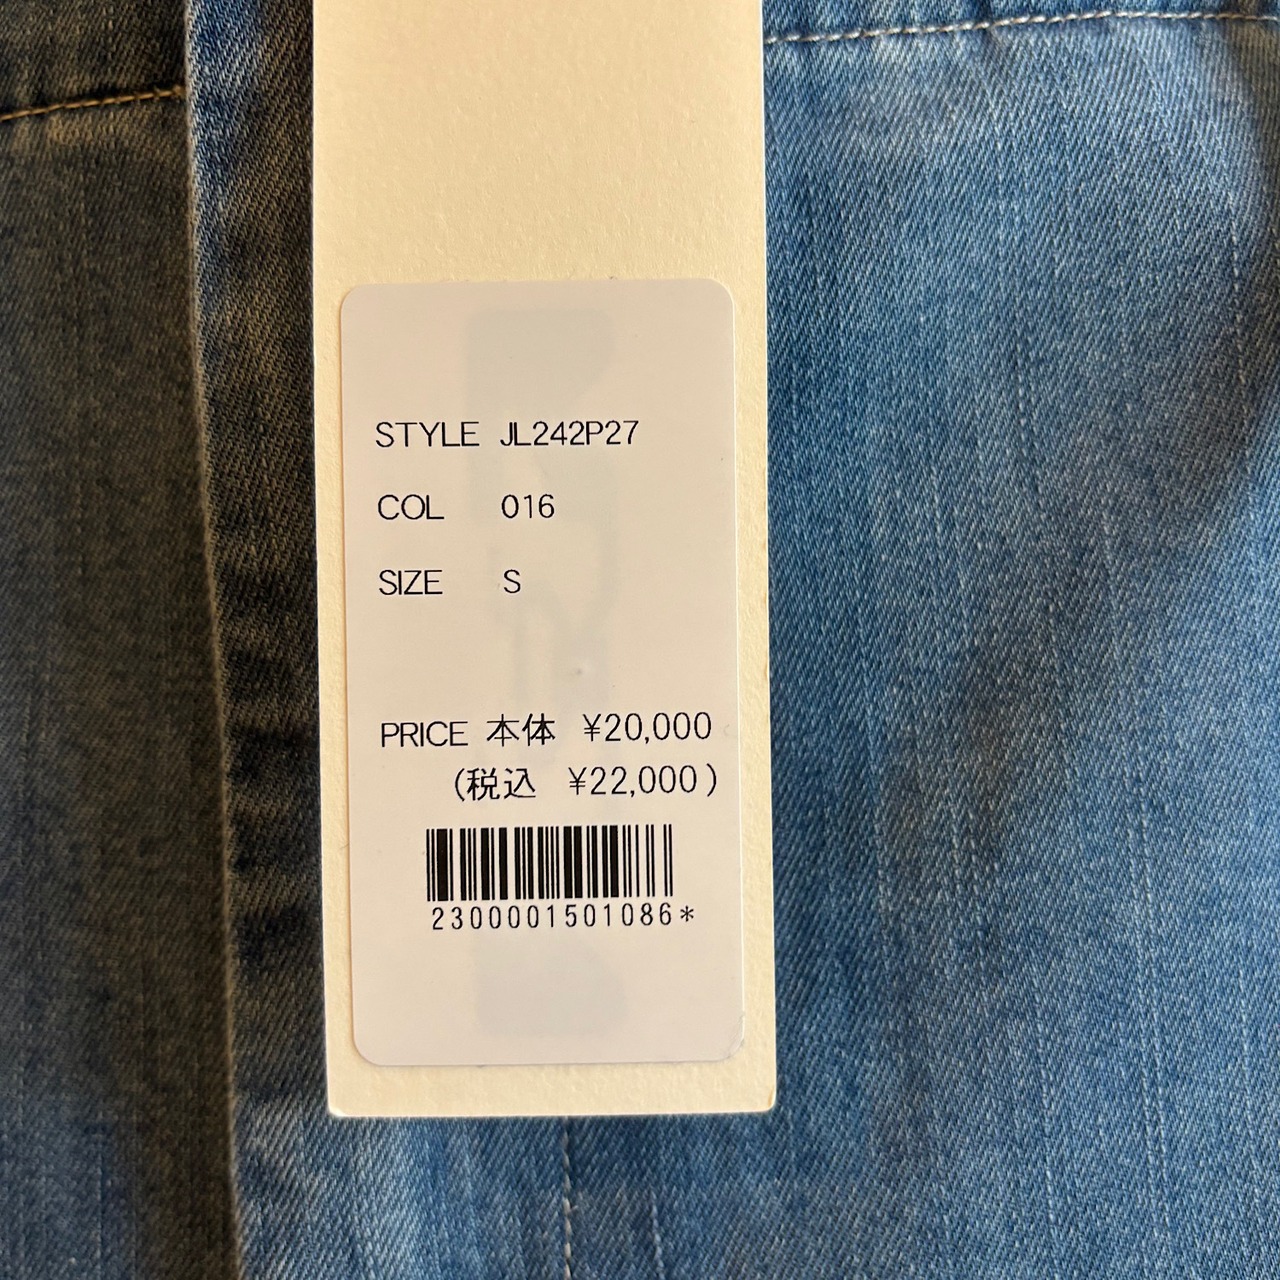 STYLE JL242P27
COL 016
SIZE S
PRICE 本体 ¥20,000
(税込 ¥22,000)
2300001501086*